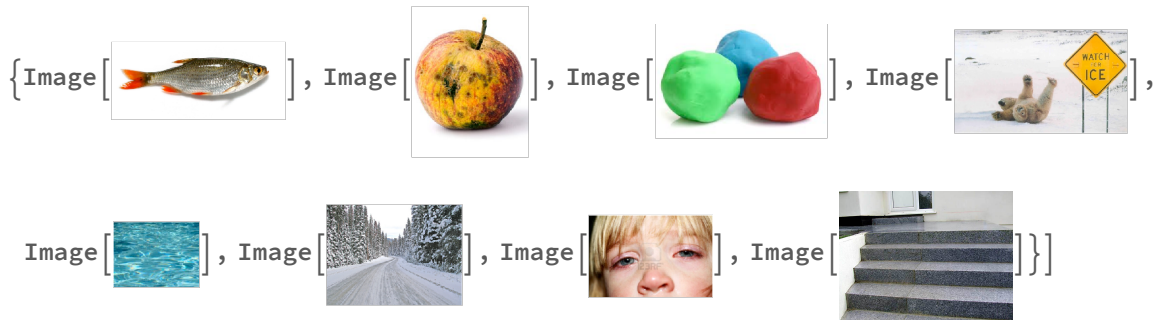 {Image[ ], Image[ ], Image[ ], Image[ WATCH
ICE ],
Image[ ], Image[ ], Image[ ], Image[ ]}]